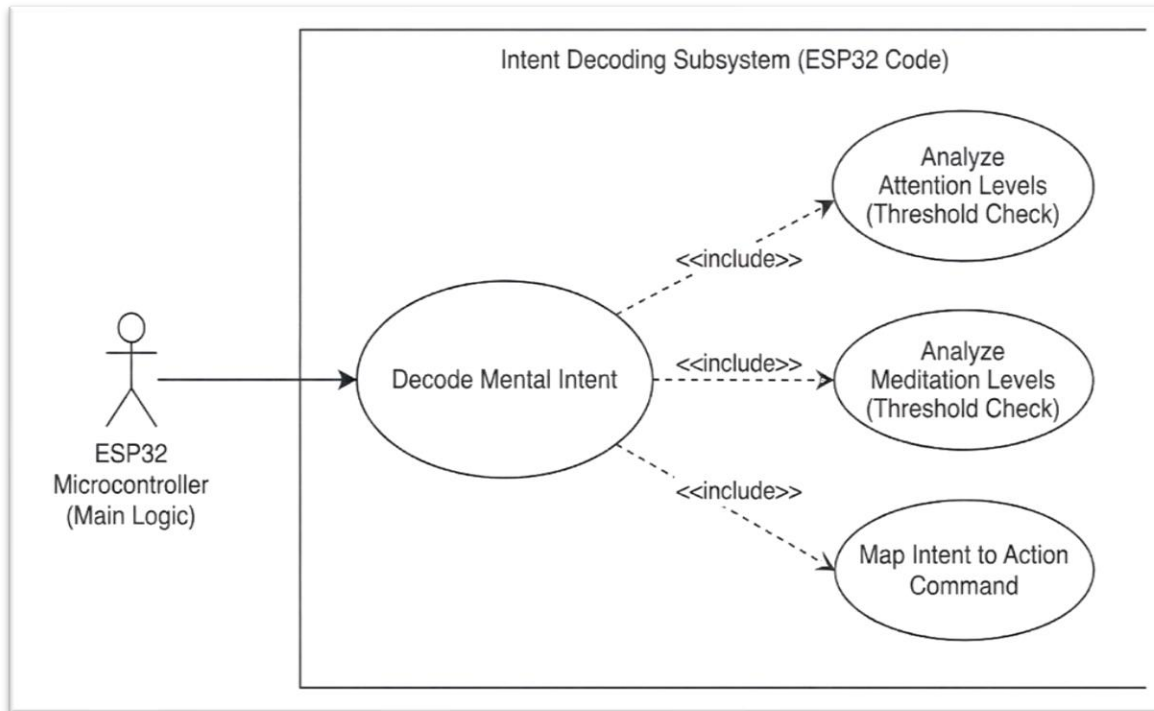 Intent Decoding Subsystem (ESP32 Code)
Analyze
Attention Levels
(Threshold Check)
<<include>>
Decode Mental Intent
<<include>>
Analyze
Meditation Levels
(Threshold Check)
ESP32
Microcontroller
(Main Logic)
<<include>>
Map Intent to Action
Command